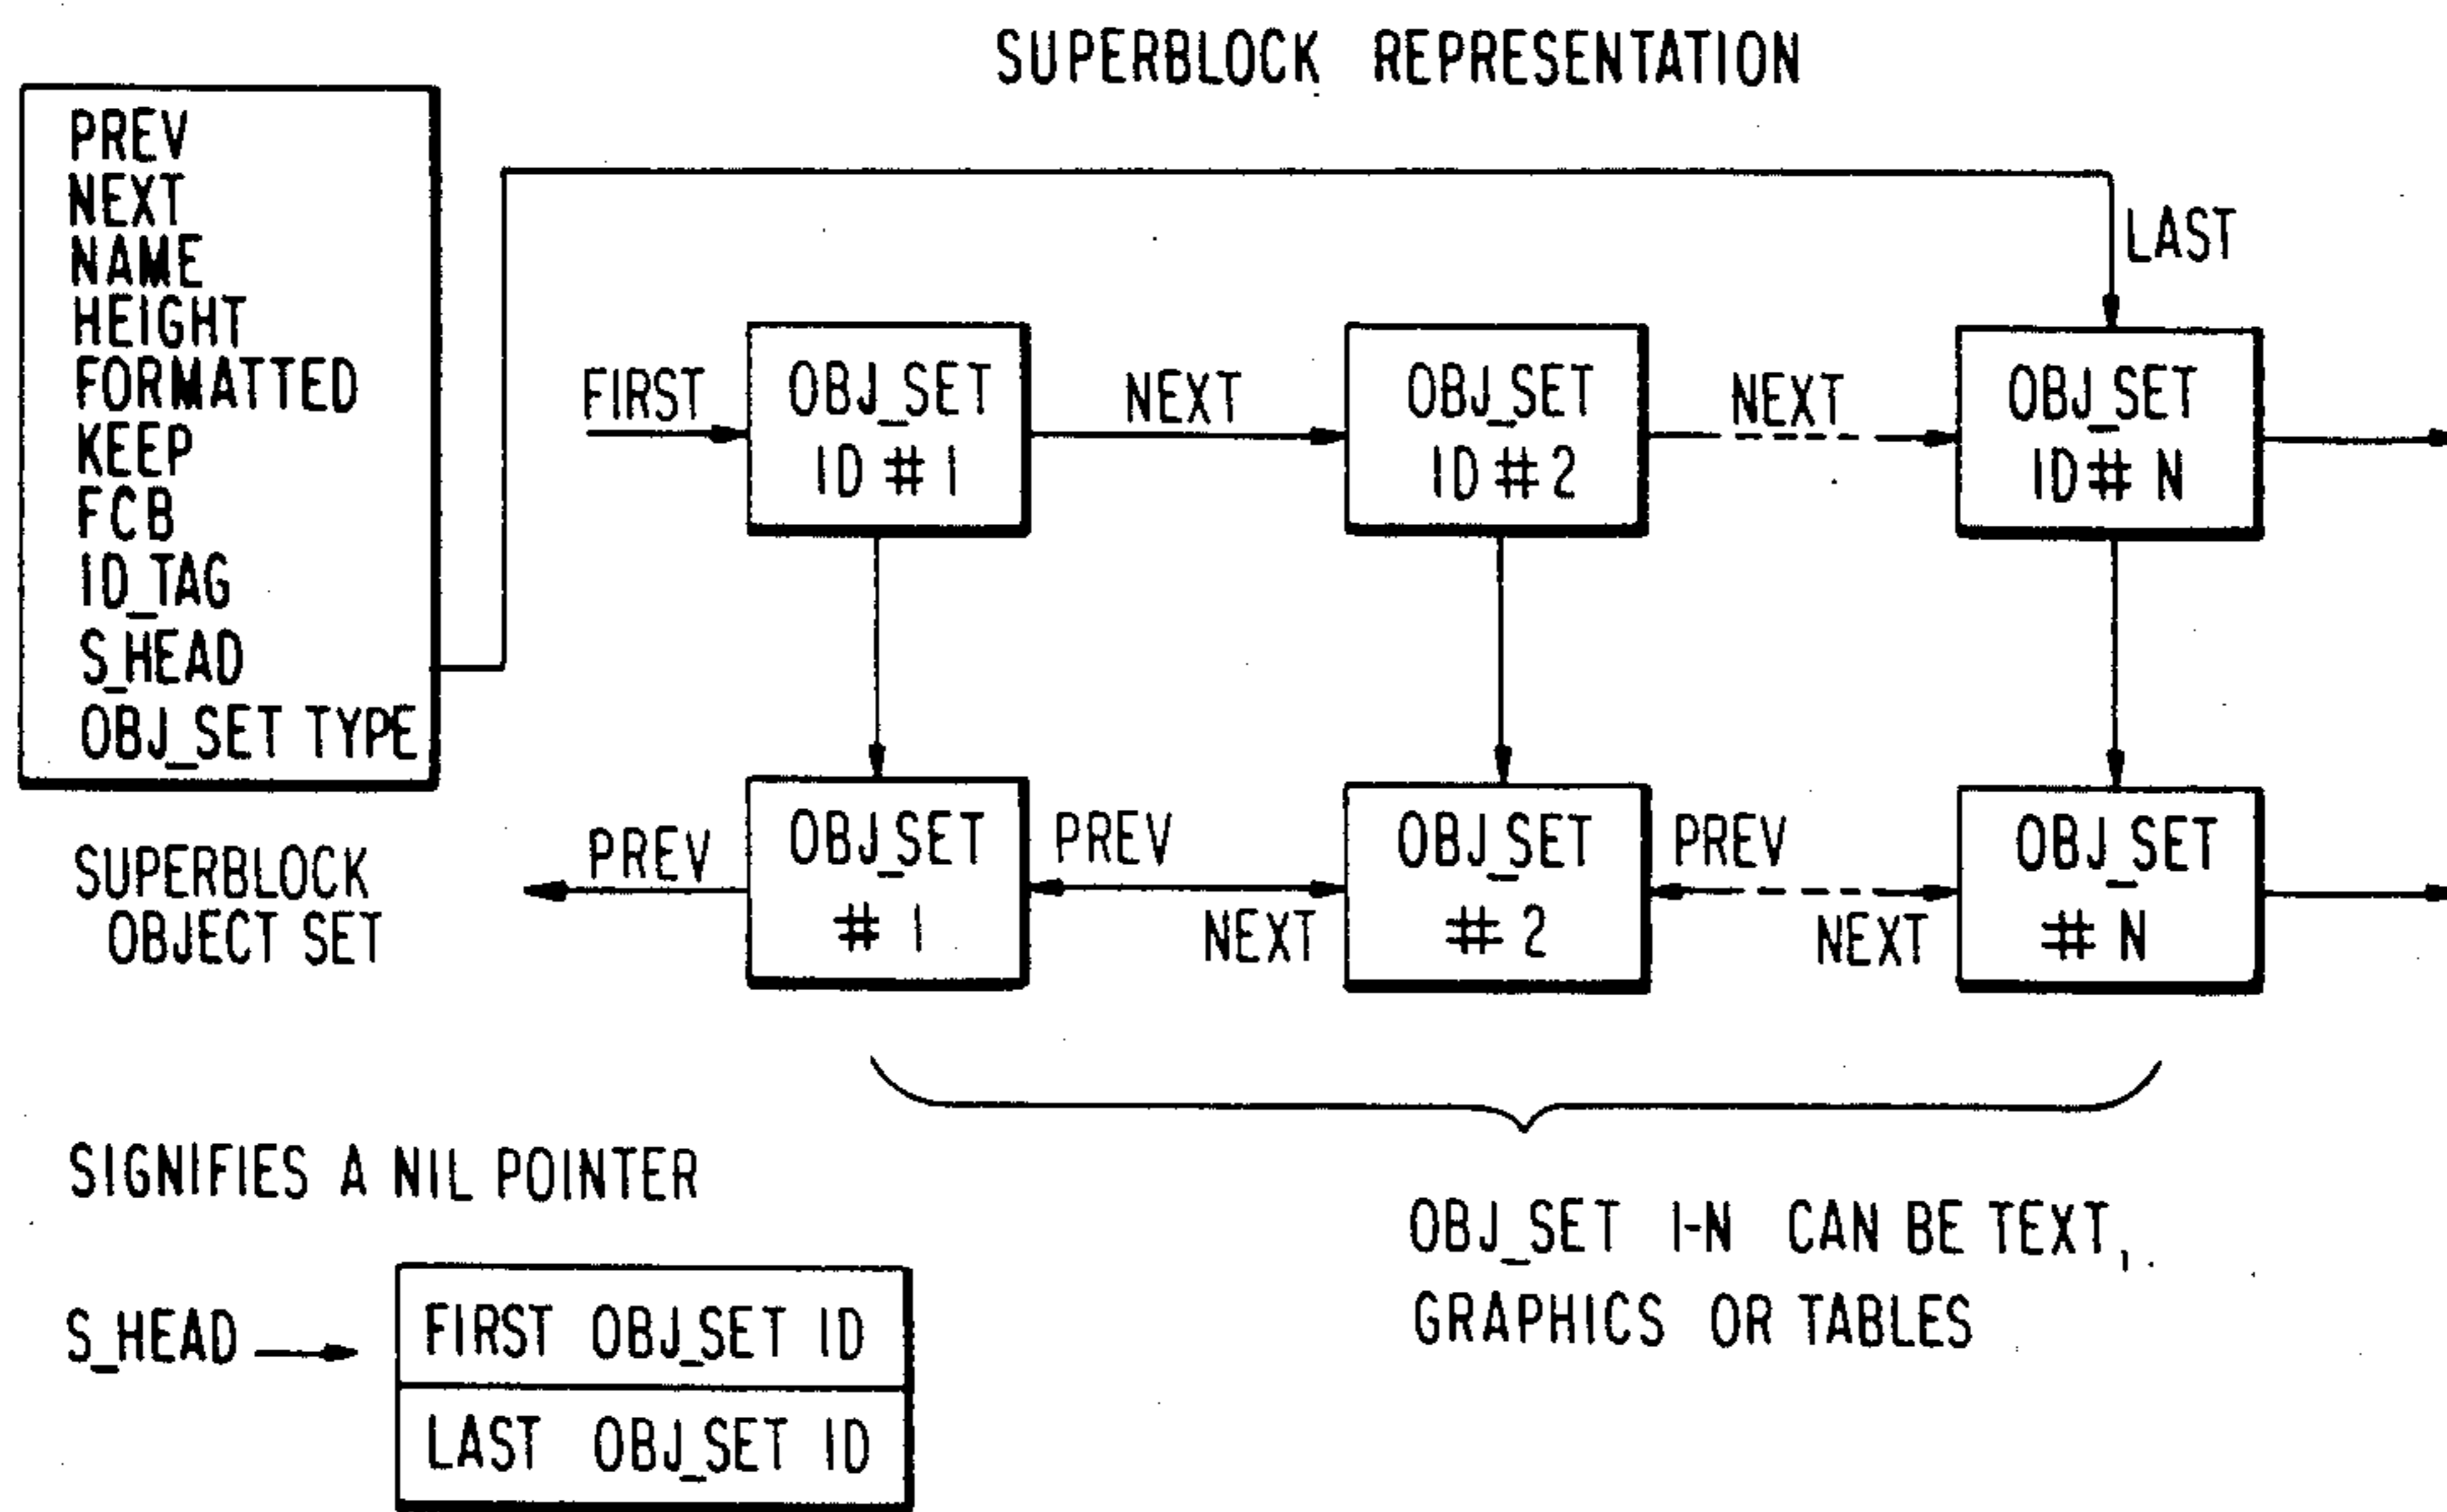 SUPERBLOCK REPRESENTATION
PREV
NEXT
NAME
HEIGHT
FORMATTED
KEEP
FCB
ID_TAG
S_HEAD
OBJ_SET TYPE
SUPERBLOCK
OBJECT SET
LAST
FIRST
OBJ_SET
ID # 1
NEXT
OBJ_SET
ID # 2
NEXT
OBJ_SET
ID # N
PREV
OBJ_SET
# 1
PREV
NEXT
OBJ_SET
# 2
PREV
NEXT
OBJ_SET
# N
SIGNIFIES A NIL POINTER
OBJ_SET 1-N CAN BE TEXT,
GRAPHICS OR TABLES
S_HEAD
FIRST OBJ_SET ID
LAST OBJ_SET ID